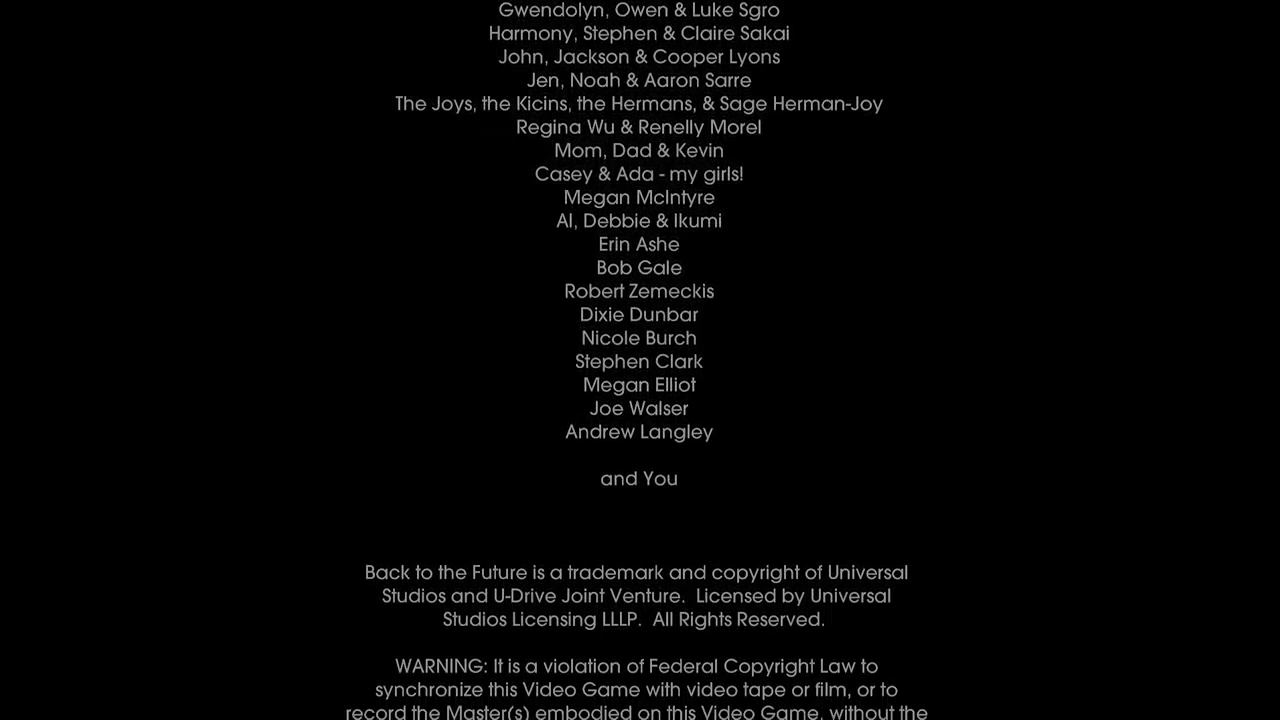 Gwendolyn, Owen & Luke Sgro
Harmony, Stephen & Claire Sakai
John, Jackson & Cooper Lyons
Jen, Noah & Aaron Sarre
The Joys, the Kicins, the Hermans, & Sage Herman-Joy
Regina Wu & Renelly Morel
Mom, Dad & Kevin
Casey & Ada - my girls!
Megan McIntyre
Al, Debbie & Ikumi
Erin Ashe
Bob Gale
Robert Zemeckis
Dixie Dunbar
Nicole Burch
Stephen Clark
Megan Elliot
Joe Walser
Andrew Langley
and You
Back to the Future is a trademark and copyright of Universal
Studios and U-Drive Joint Venture.  Licensed by Universal
Studios Licensing LLLP.  All Rights Reserved.
WARNING: It is a violation of Federal Copyright Law to
synchronize this Video Game with video tape or film, or to
record the Master(s) embodied on this Video Game, without the